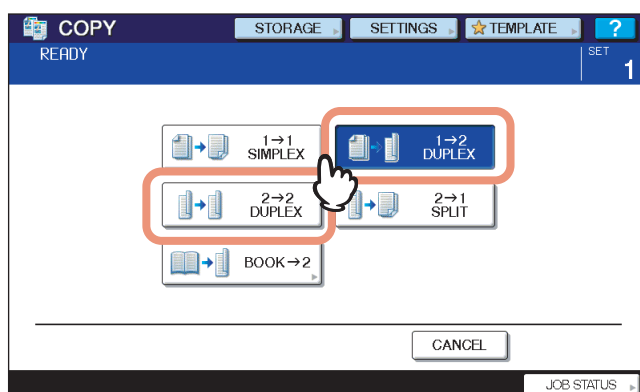 COPY
STORAGE
SETTINGS
TEMPLATE
?
READY
SET
1
1→1
SIMPLEX
1→2
DUPLEX
2→2
DUPLEX
2→1
SPLIT
BOOK→2
CANCEL
JOB STATUS